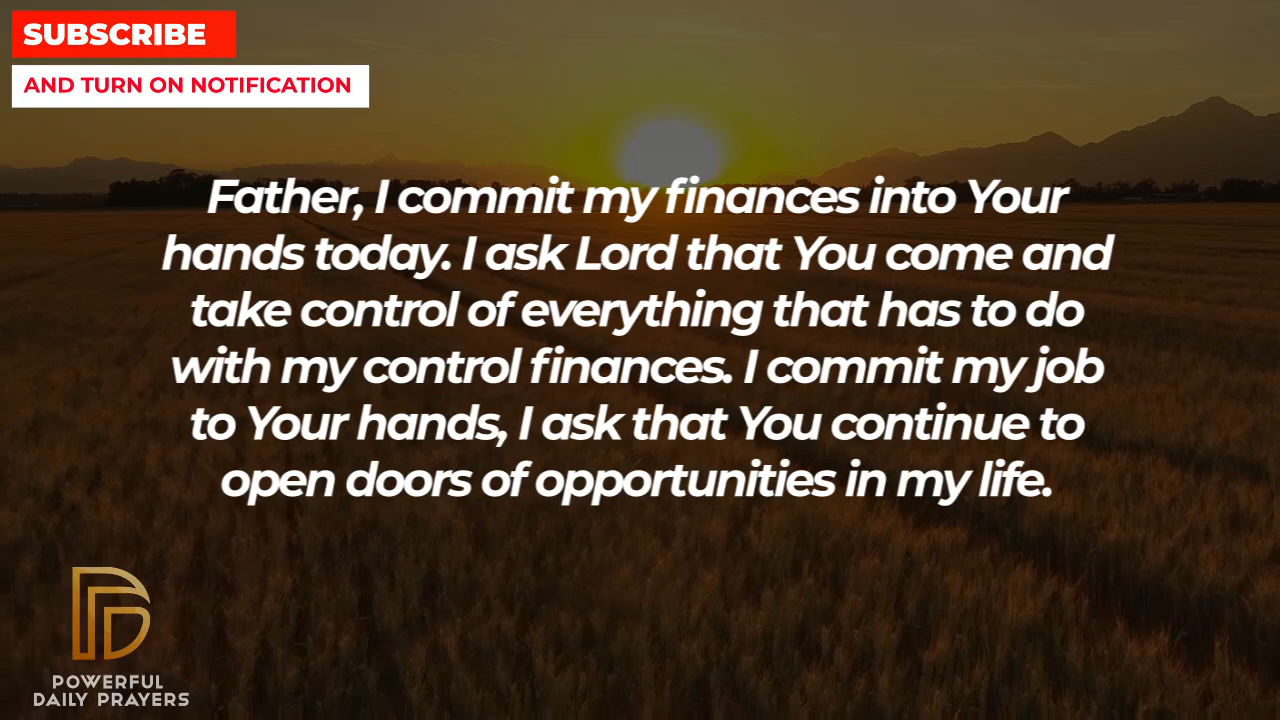 SUBSCRIBE
AND TURN ON NOTIFICATION
Father, I commit my finances into Your
hands today. I ask Lord that You come and
take control of everything that has to do
with my control finances. I commit my job
to Your hands, I ask that You continue to
open doors of opportunities in my life.
POWERFUL
DAILY PRAYERS